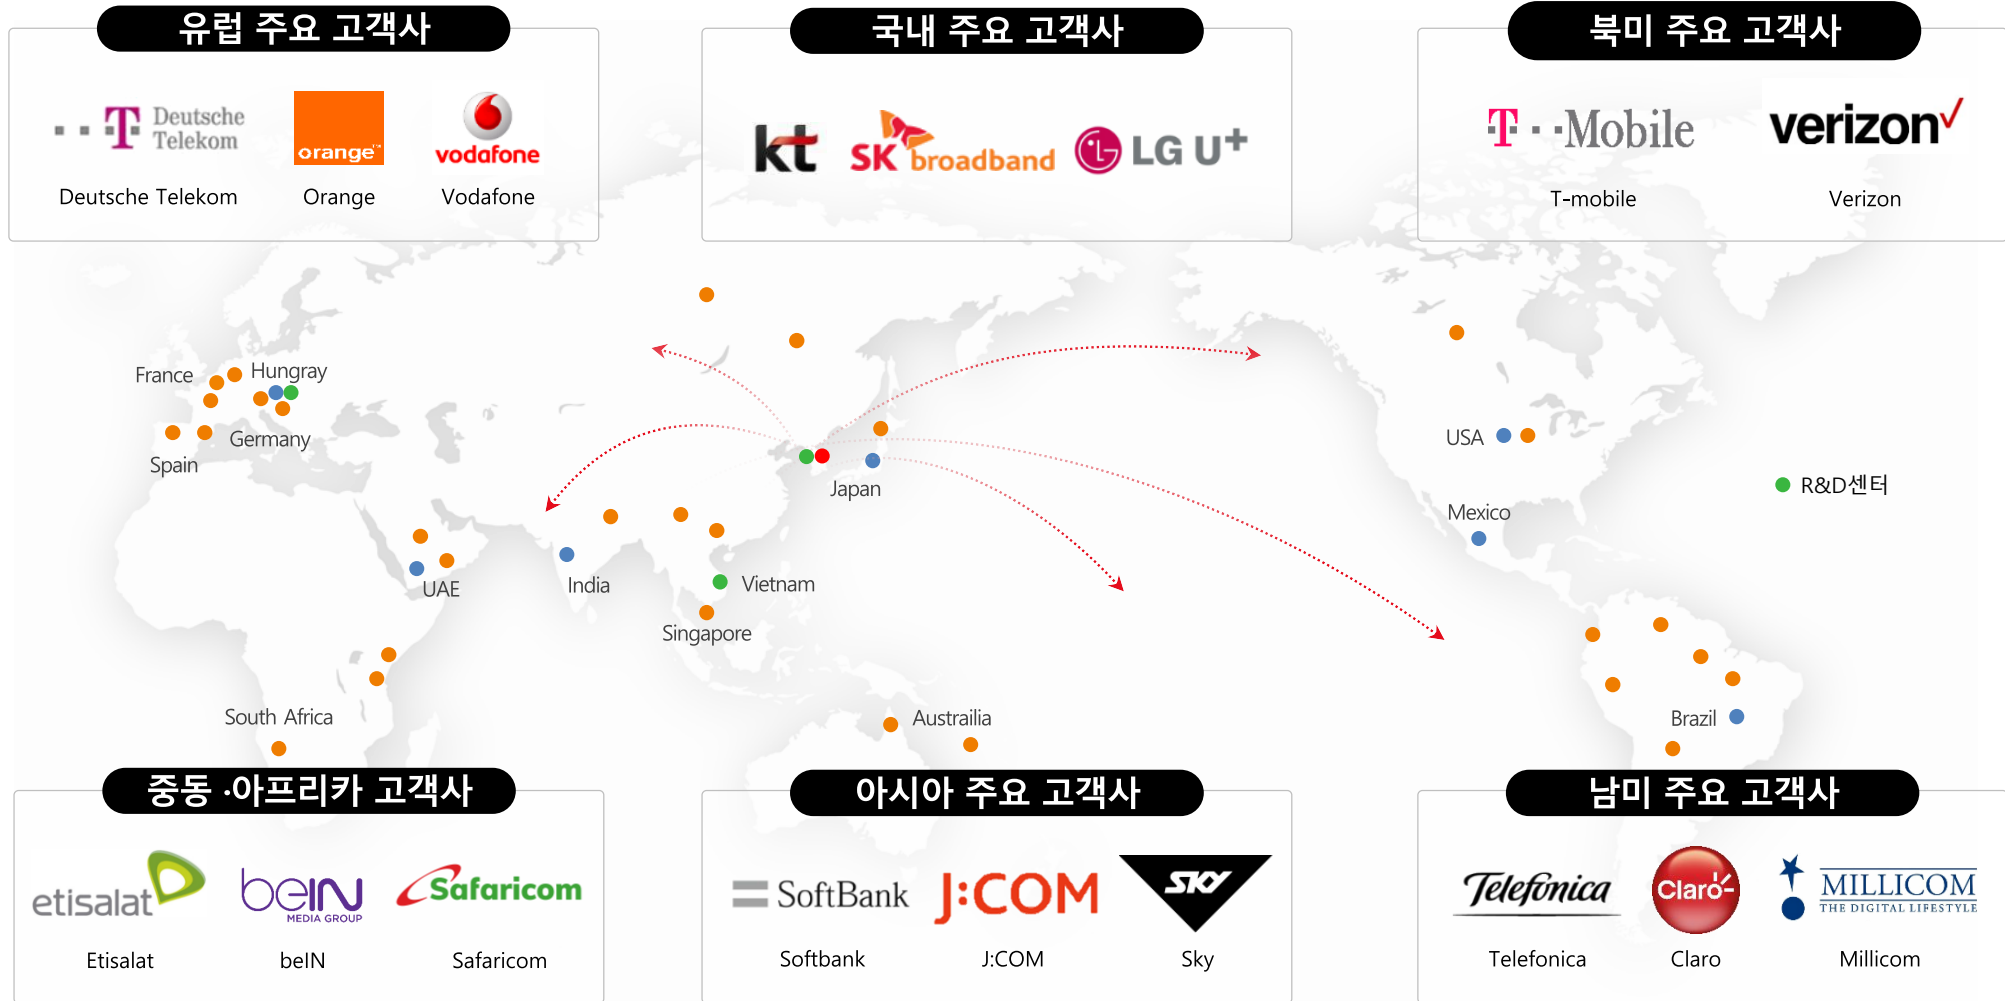 유럽 주요 고객사
Deutsche
Telekom
orange™
vodafone
Deutsche Telekom
Orange
Vodafone
국내 주요 고객사
kt
SK broadband
LG U+
북미 주요 고객사
T··Mobile
verizon
T-mobile
Verizon
France
Hungray
Germany
Spain
Japan
USA
R&D센터
Mexico
UAE
India
Vietnam
Singapore
South Africa
Austrailia
Brazil
중동 ·아프리카 고객사
etisalat
beIN
MEDIA GROUP
Safaricom
Etisalat
beIN
Safaricom
아시아 주요 고객사
SoftBank
J:COM
SKY
Softbank
J:COM
Sky
남미 주요 고객사
Telefónica
Claro
MILLICOM
THE DIGITAL LIFESTYLE
Telefonica
Claro
Millicom